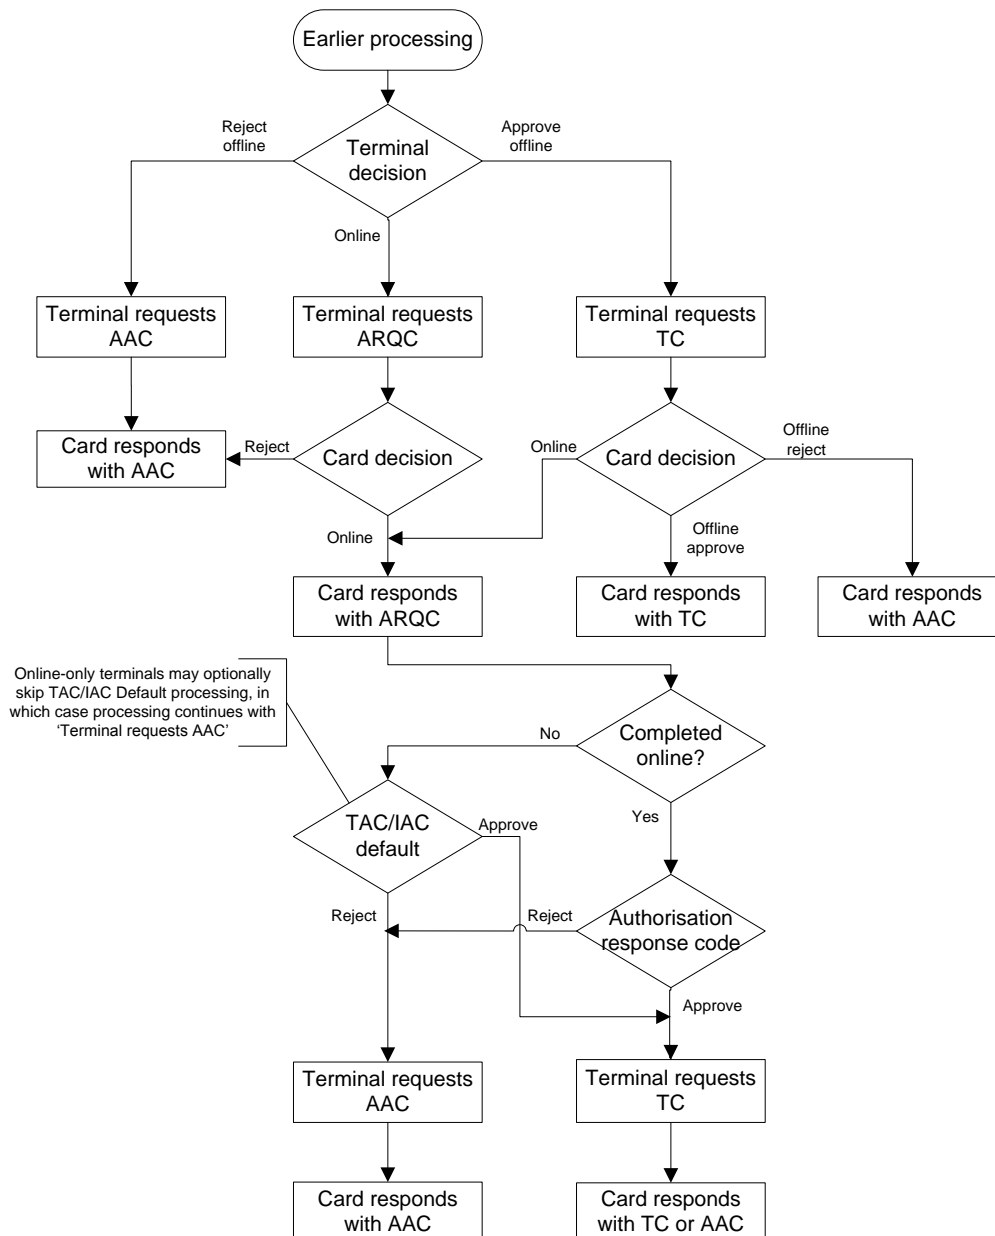 Earlier processing
Reject
offline
Approve
offline
Terminal
decision
Online
Terminal requests
AAC
Terminal requests
ARQC
Terminal requests
TC
Card responds
with AAC
Reject
Card decision
Online
Card decision
Offline
reject
Online
Offline
approve
Card responds
with ARQC
Card responds
with TC
Card responds
with AAC
Online-only terminals may optionally
skip TAC/IAC Default processing, in
which case processing continues with
‘Terminal requests AAC’
No
Completed
online?
TAC/IAC
default
Approve
Yes
Reject
Reject
Authorisation
response code
Approve
Terminal requests
AAC
Terminal requests
TC
Card responds
with AAC
Card responds
with TC or AAC